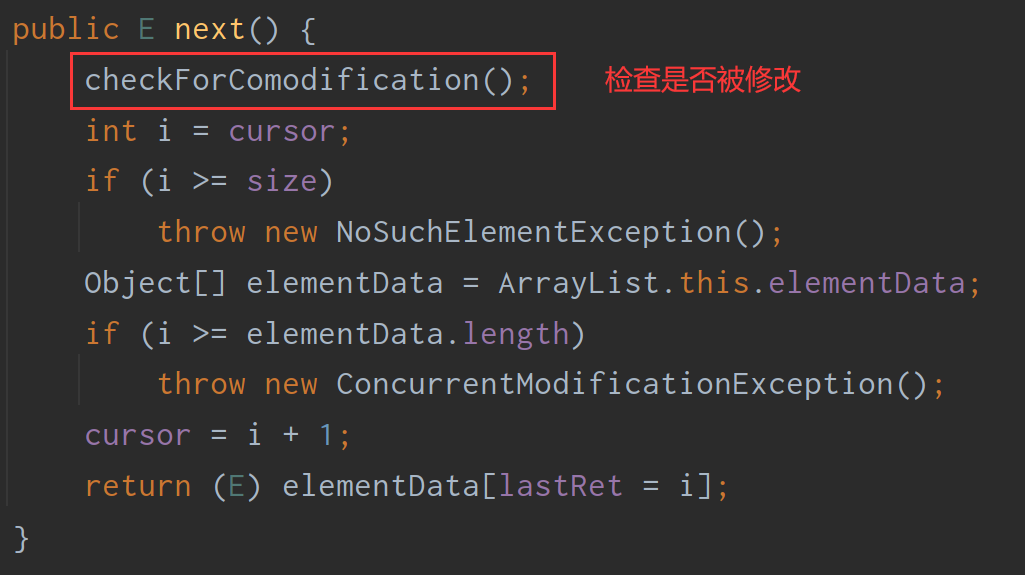 public E next() {
checkForComodification(); 检查是否被修改
int i = cursor;
if (i >= size)
throw new NoSuchElementException();
Object[] elementData = ArrayList.this.elementData;
if (i >= elementData.length)
throw new ConcurrentModificationException();
cursor = i + 1;
return (E) elementData[lastRet = i];
}